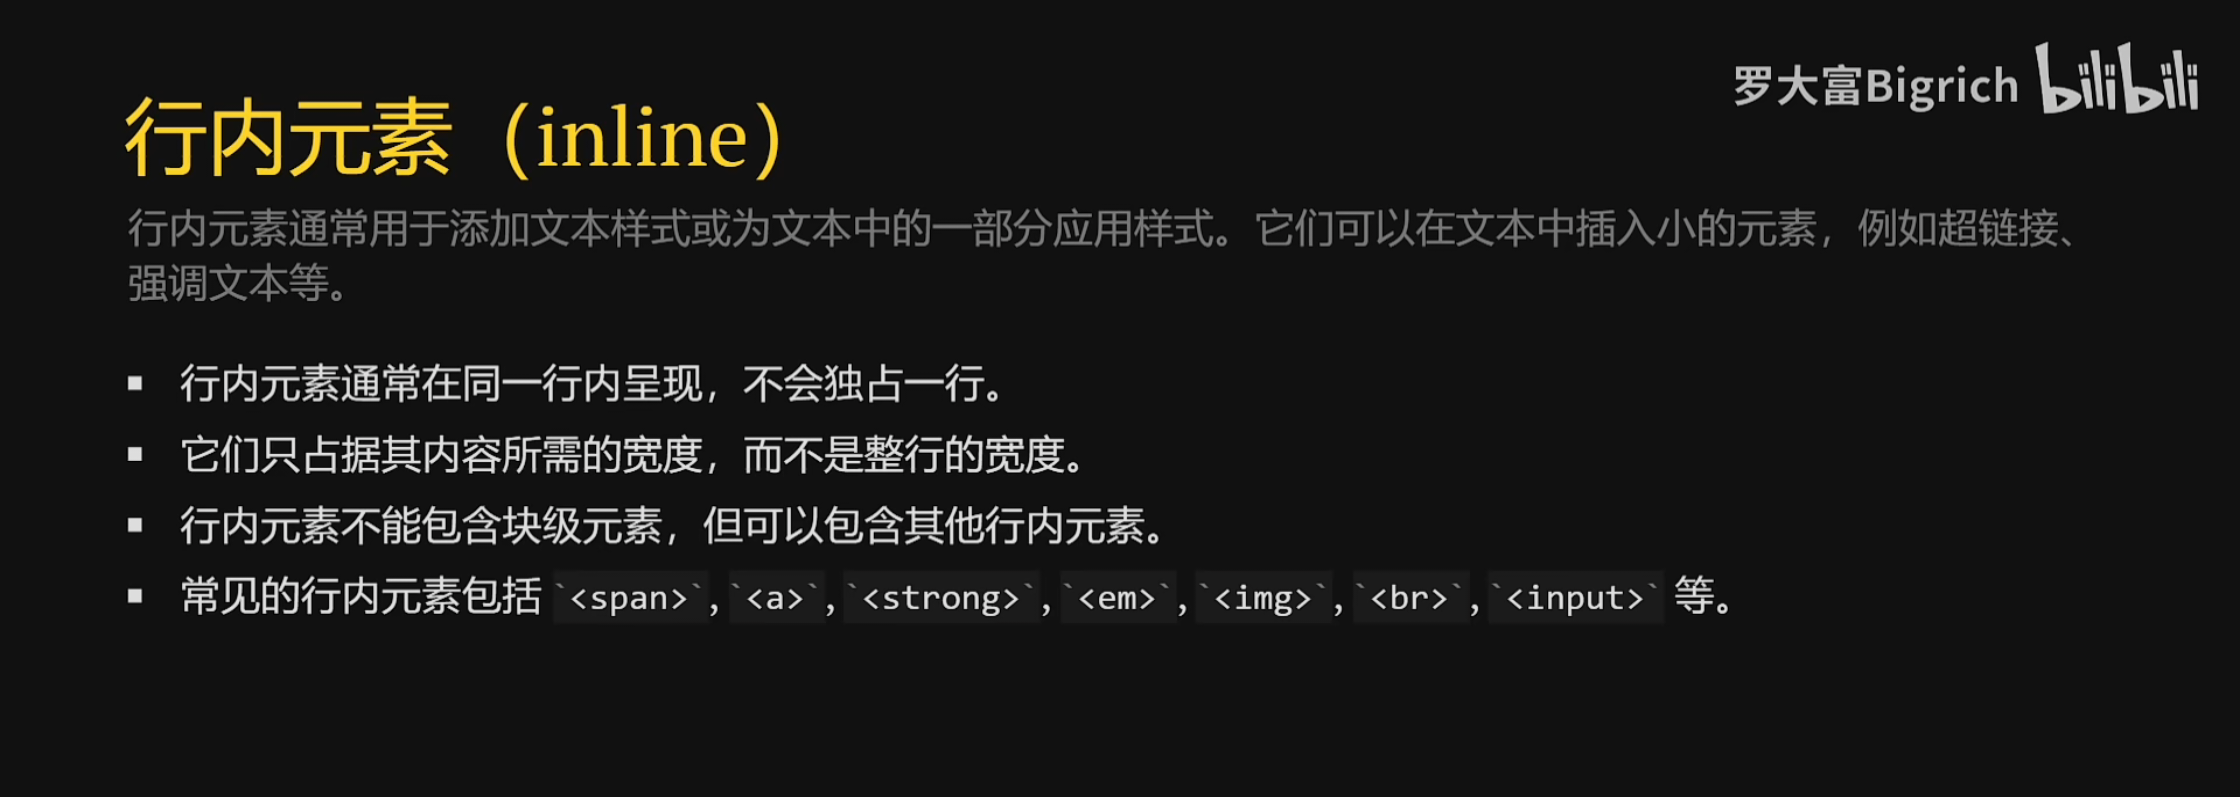 罗大富Bigrich bilibili
行内元素（inline）
行内元素通常用于添加文本样式或为文本中的一部分应用样式。它们可以在文本中插入小的元素，例如超链接、
强调文本等。
▪ 行内元素通常在同一行内呈现，不会独占一行。
▪ 它们只占据其内容所需的宽度，而不是整行的宽度。
▪ 行内元素不能包含块级元素，但可以包含其他行内元素。
▪ 常见的行内元素包括 `<span>`, `<a>`, `<strong>`, `<em>`, `<img>`, `<br>`, `<input>` 等。